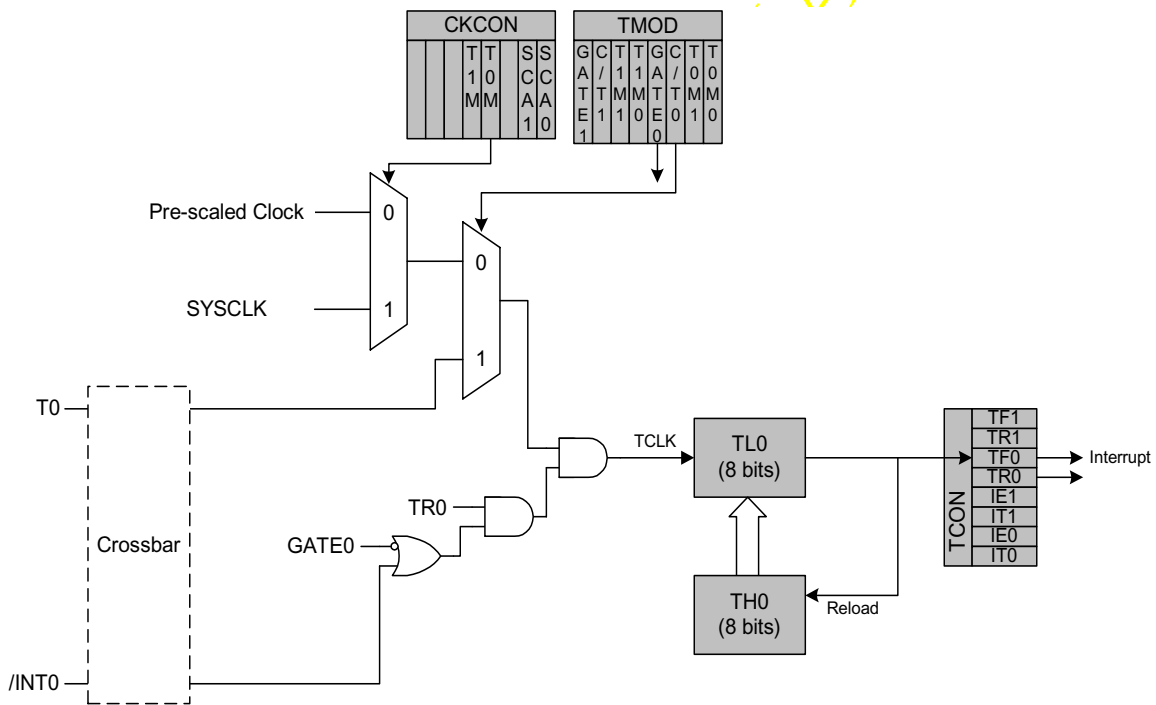 CKCON
T1M
T0M
SCA1
SCA0
TMOD
GATE1
C/T1
T1M1
T1M0
GATE0
C/T0
T0M1
T0M0
Pre-scaled Clock
0
SYSCLK
1
0
1
T0
Crossbar
/INT0
TR0
GATE0
TCLK
TL0
(8 bits)
TH0
(8 bits)
Reload
TCON
TF1
TR1
TF0
TR0
IE1
IT1
IE0
IT0
Interrupt